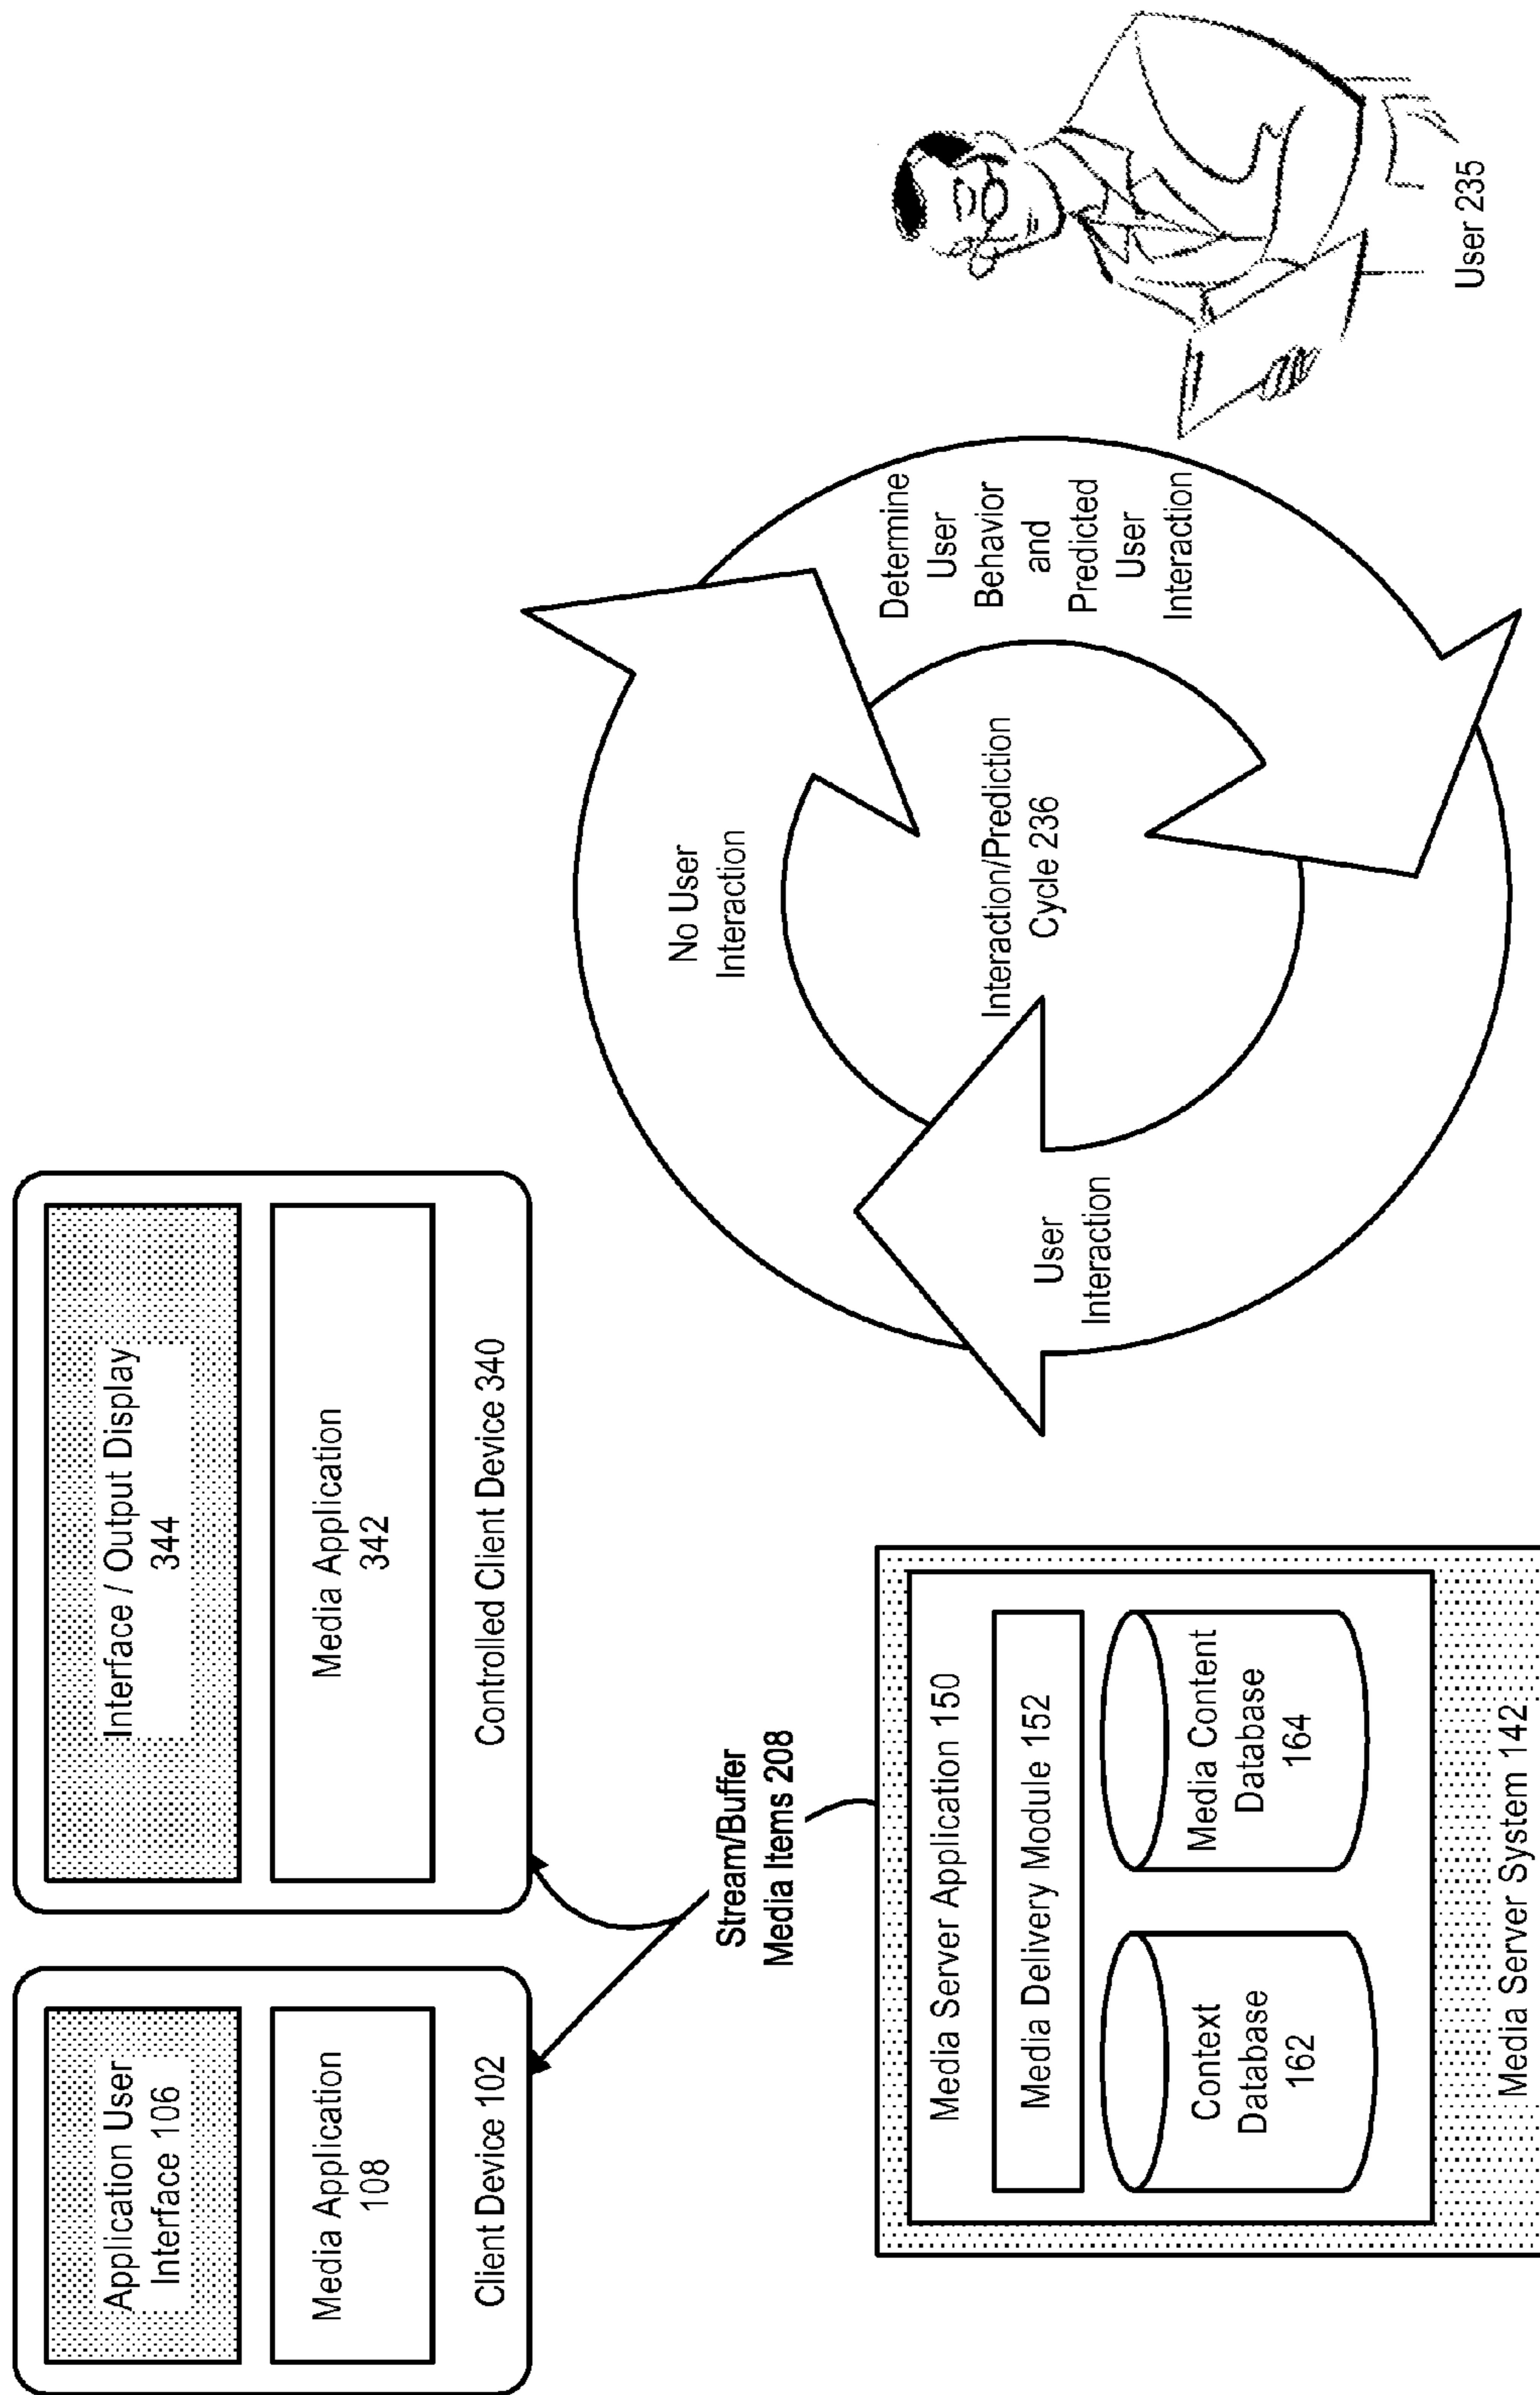 Application User
Interface 106
Media Application
108
Client Device 102
Interface / Output Display
344
Media Application
342
Controlled Client Device 340
Stream/Buffer
Media Items 208
Media Server Application 150
Media Delivery Module 152
Context
Database
162
Media Content
Database
164
Media Server System 142
No User
Interaction
User
Interaction
Interaction/Prediction
Cycle 236
Determine
User
Behavior
and
Predicted
User
Interaction
User 235